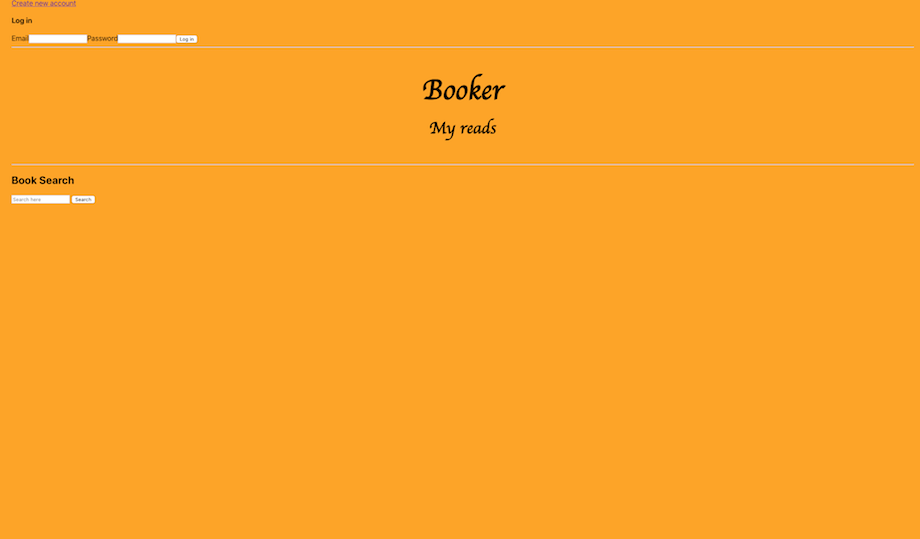 Create new account
Log in
Email Password Log in
Booker
My reads
Book Search
Search here Search